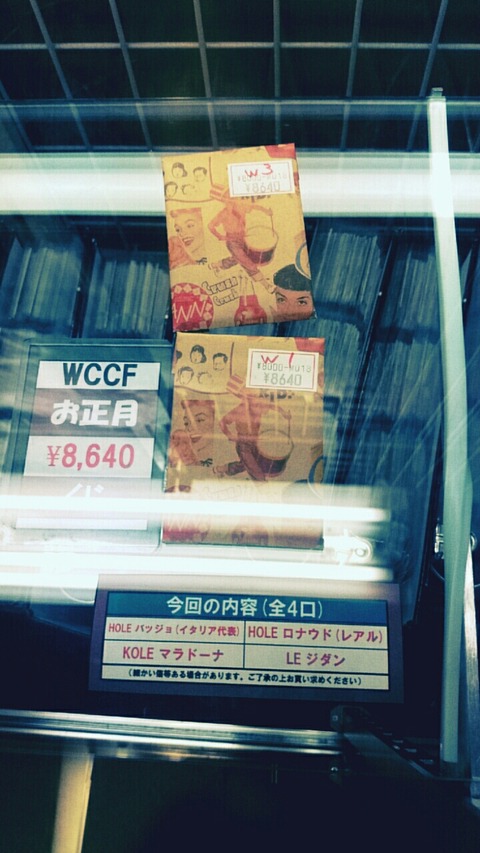 W3
¥8640
W1
¥8000-W018
¥8640
WCCF
お正月
¥8,640
今回の内容(全4口)
HOLE バッジョ(イタリア代表) HOLE ロナウド(レアル)
KOLE マラドーナ LE ジダン
(細かい傷等ある場合があります。ご了承の上お買い求めください)